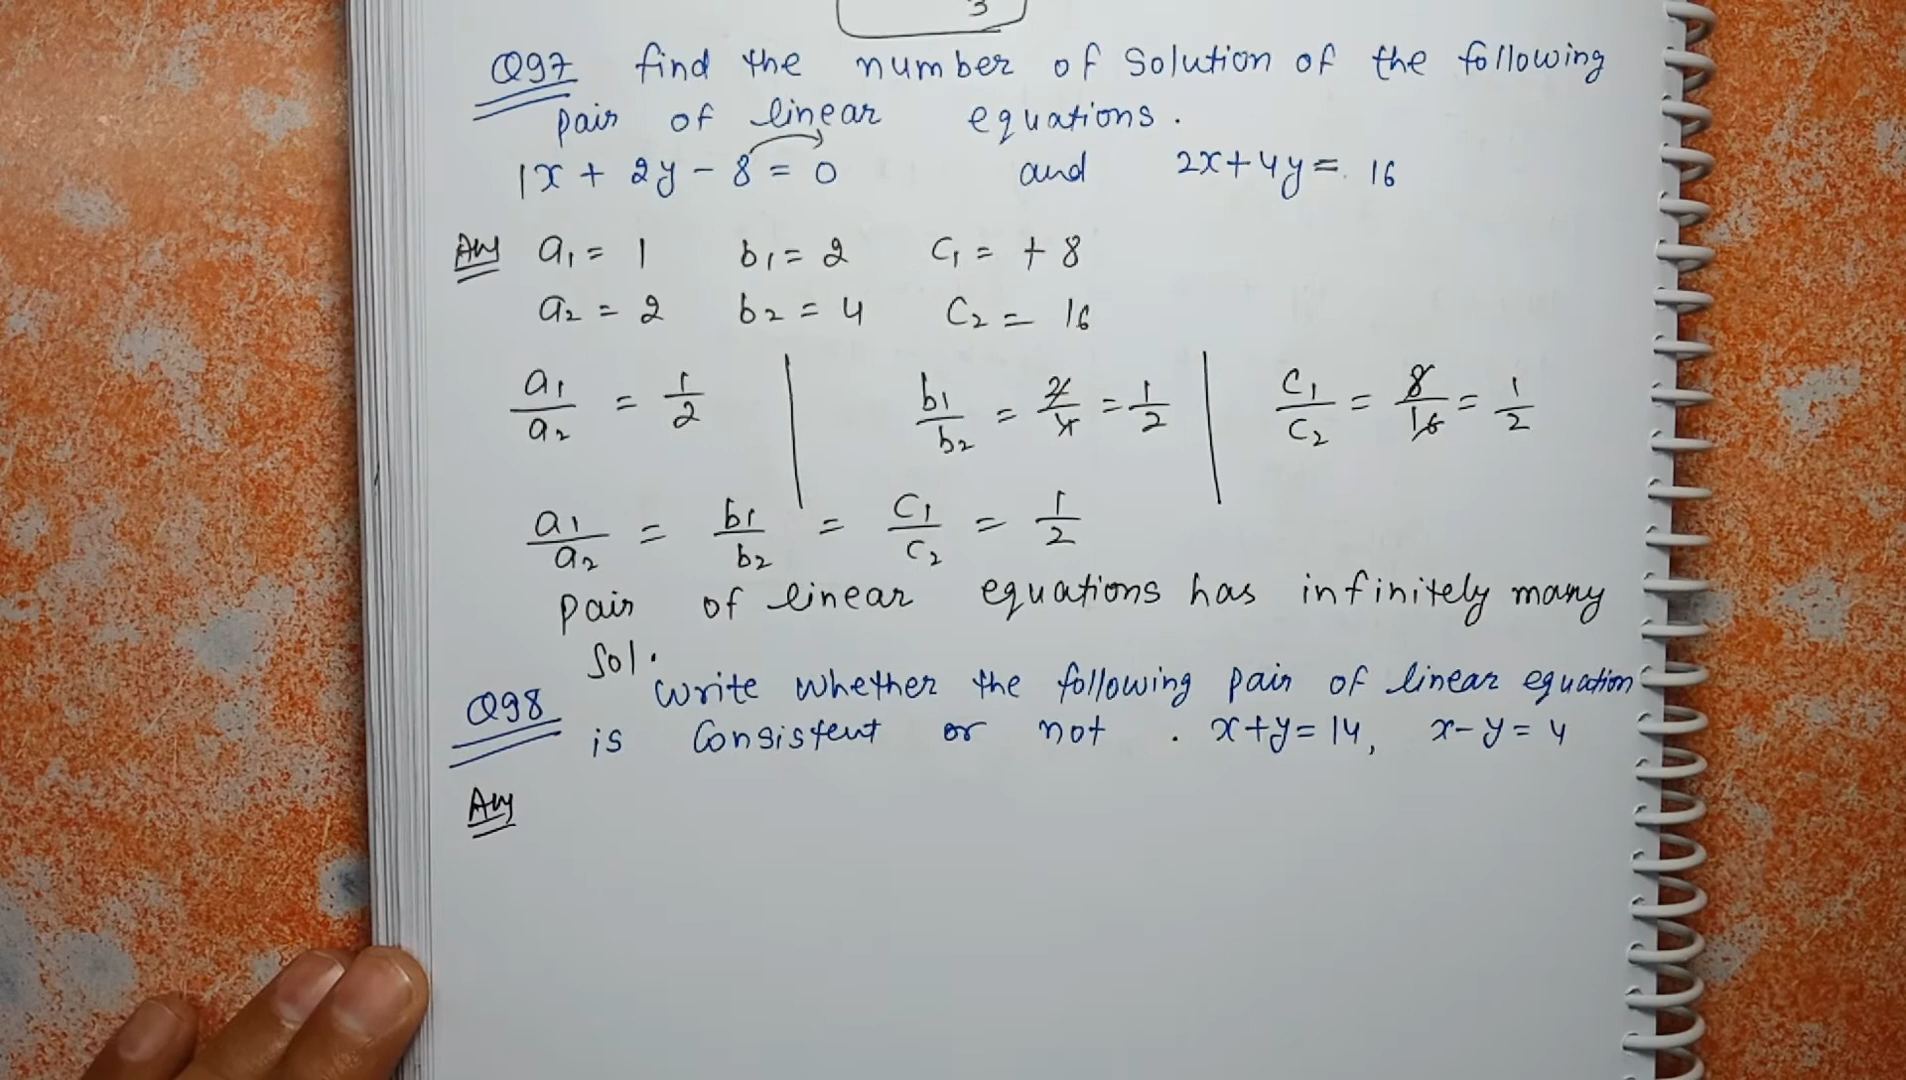 3
Q97 find the number of Solution of the following
pair of linear equations.
1x + 2y - 8 = 0 and 2x+4y = 16
Ans a₁ = 1 b₁ = 2 c₁ = + 8
a₂ = 2 b₂ = 4 C₂ = 16
a₁/a₂ = 1/2 | b₁/b₂ = 2/4 = 1/2 | C₁/C₂ = 8/16 = 1/2
a₁/a₂ = b₁/b₂ = C₁/C₂ = 1/2
pair of linear equations has infinitely many
Sol.
Q98 Write whether the following pair of linear equation
is Consistent or not . x+y = 14, x-y = 4
Ans